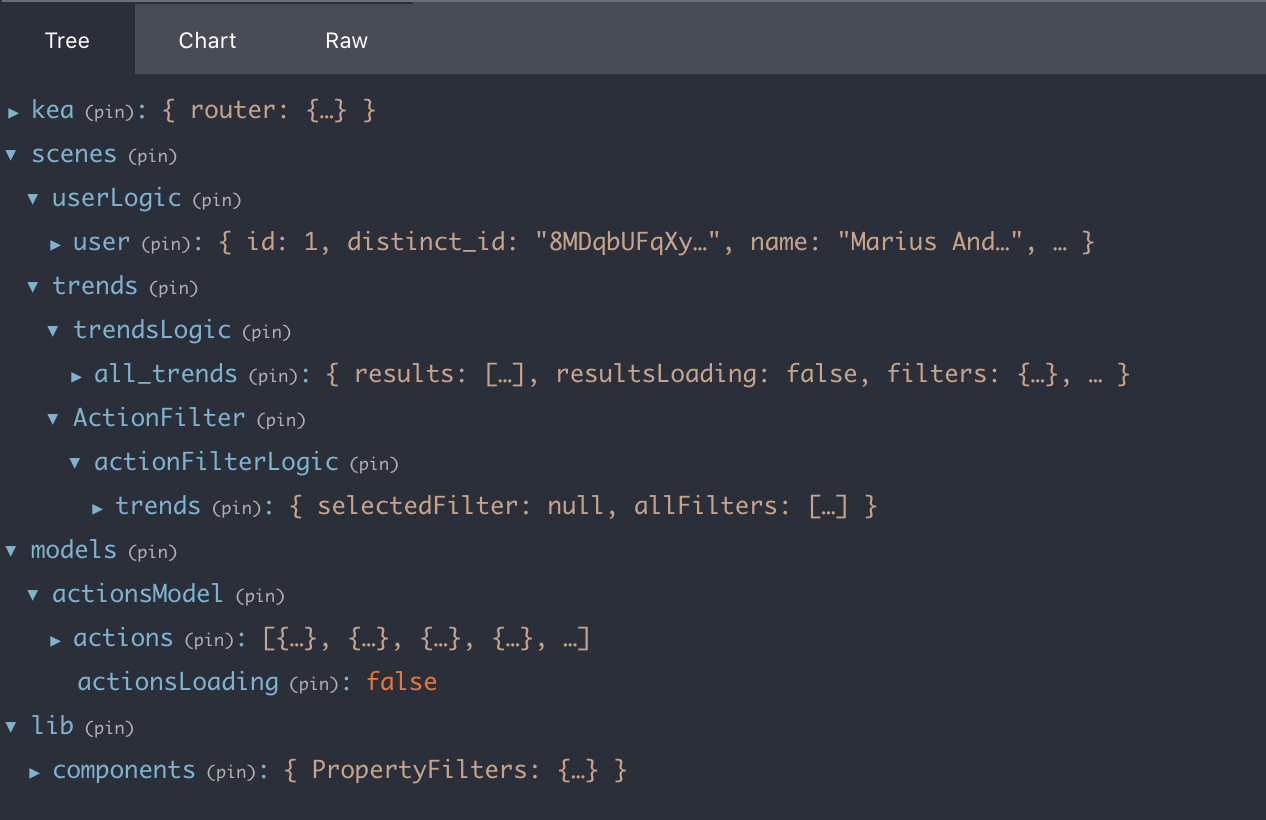 Tree Chart Raw
▶ kea (pin): { router: {…} }
▼ scenes (pin)
▼ userLogic (pin)
▶ user (pin): { id: 1, distinct_id: "8MDqbUFqXy…", name: "Marius And…", … }
▼ trends (pin)
▼ trendsLogic (pin)
▶ all_trends (pin): { results: […], resultsLoading: false, filters: {…}, … }
▼ ActionFilter (pin)
▼ actionFilterLogic (pin)
▶ trends (pin): { selectedFilter: null, allFilters: […] }
▼ models (pin)
▼ actionsModel (pin)
▶ actions (pin): [{…}, {…}, {…}, {…}, …]
actionsLoading (pin): false
▼ lib (pin)
▶ components (pin): { PropertyFilters: {…} }